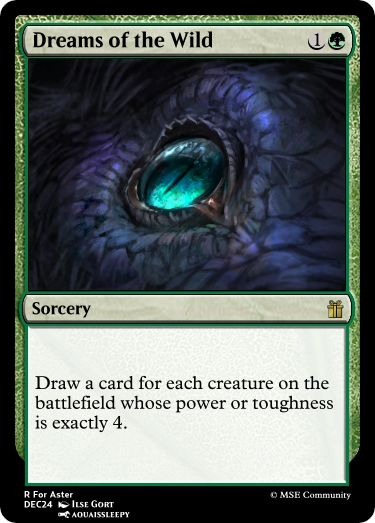 Dreams of the Wild 1
Sorcery
Draw a card for each creature on the
battlefield whose power or toughness
is exactly 4.
R For Aster
DEC24 Ilse Gort © MSE Community
AQUAISSLEEPY